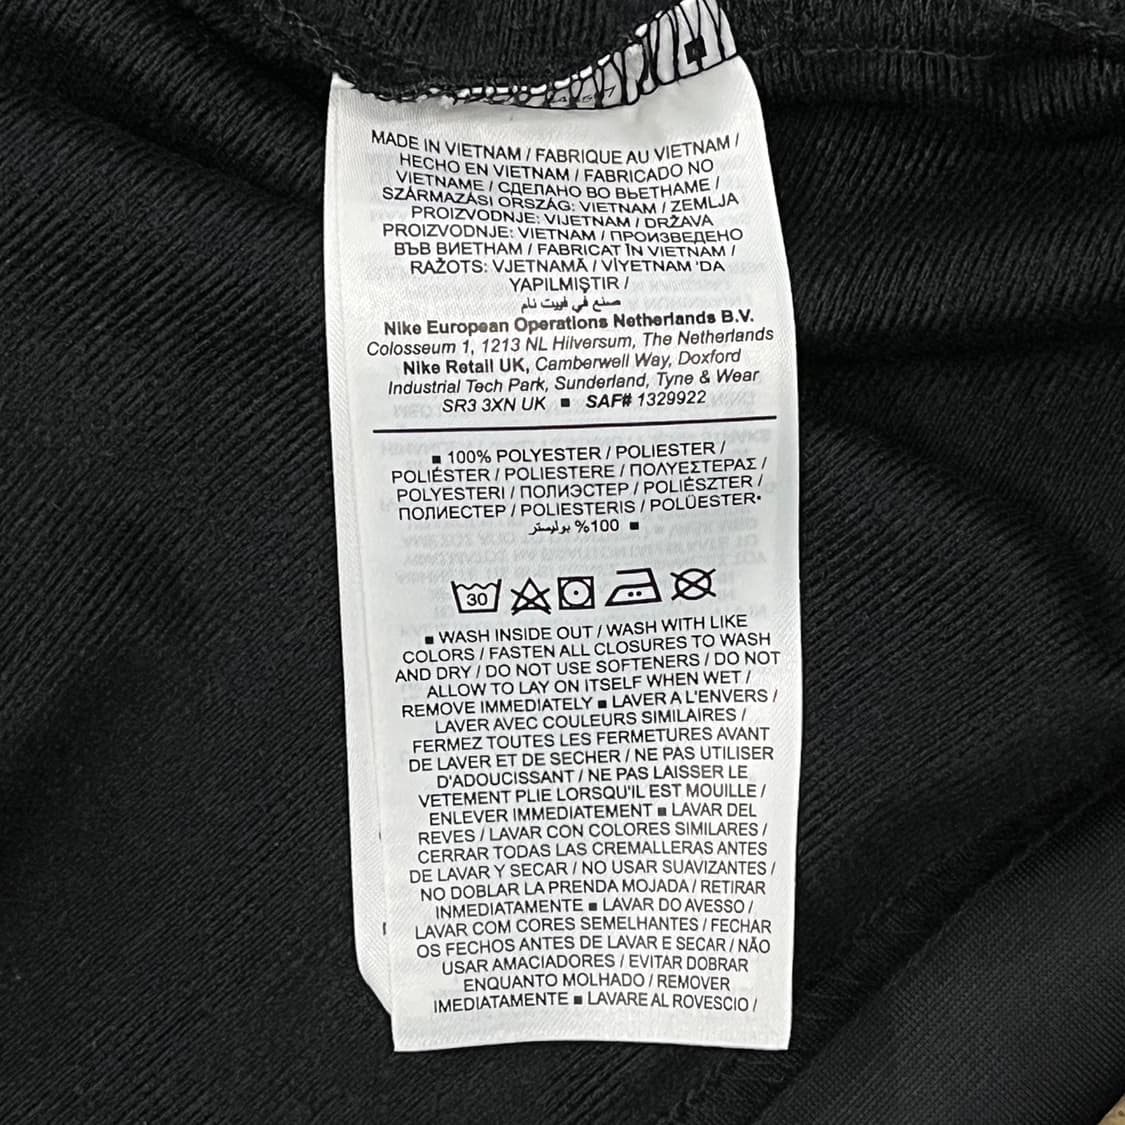 MADE IN VIETNAM / FABRIQUE AU VIETNAM /
HECHO EN VIETNAM / FABRICADO NO
VIETNAME / СДЕЛАНО ВО ВЬЕТНАМЕ /
SZÁRMAZÁSI ORSZÁG: VIETNAM / ZEMLJA
PROIZVODNJE: VIJETNAM / DRŽAVA
PROIZVODNJE: VIETNAM / ПРОИЗВЕДЕНО
ВЪВ ВИЕТНАМ / FABRICAT ÎN VIETNAM /
RAŽOTS: VJETNAMĀ / VİYETNAM 'DA
YAPILMIŞTIR /
صنع في فييت نام
Nike European Operations Netherlands B.V.
Colosseum 1, 1213 NL Hilversum, The Netherlands
Nike Retail UK, Camberwell Way, Doxford
Industrial Tech Park, Sunderland, Tyne & Wear
SR3 3XN UK ■ SAF# 1329922
■ 100% POLYESTER / POLIESTER /
POLIÉSTER / POLIESTERE / ΠΟΛΥΕΣΤΕΡΑΣ /
POLYESTERI / ПОЛИЭСТЕР / POLIÉSZTER /
ПОЛИЕСТЕР / POLIESTERIS / POLÜESTER•
100% بوليستر ■
30
■ WASH INSIDE OUT / WASH WITH LIKE
COLORS / FASTEN ALL CLOSURES TO WASH
AND DRY / DO NOT USE SOFTENERS / DO NOT
ALLOW TO LAY ON ITSELF WHEN WET /
REMOVE IMMEDIATELY ■ LAVER A L'ENVERS /
LAVER AVEC COULEURS SIMILAIRES /
FERMEZ TOUTES LES FERMETURES AVANT
DE LAVER ET DE SECHER / NE PAS UTILISER
D'ADOUCISSANT / NE PAS LAISSER LE
VETEMENT PLIE LORSQU'IL EST MOUILLE /
ENLEVER IMMEDIATEMENT ■ LAVAR DEL
REVES / LAVAR CON COLORES SIMILARES /
CERRAR TODAS LAS CREMALLERAS ANTES
DE LAVAR Y SECAR / NO USAR SUAVIZANTES /
NO DOBLAR LA PRENDA MOJADA / RETIRAR
INMEDIATAMENTE ■ LAVAR DO AVESSO /
LAVAR COM CORES SEMELHANTES / FECHAR
OS FECHOS ANTES DE LAVAR E SECAR / NÃO
USAR AMACIADORES / EVITAR DOBRAR
ENQUANTO MOLHADO / REMOVER
IMEDIATAMENTE ■ LAVARE AL ROVESCIO /